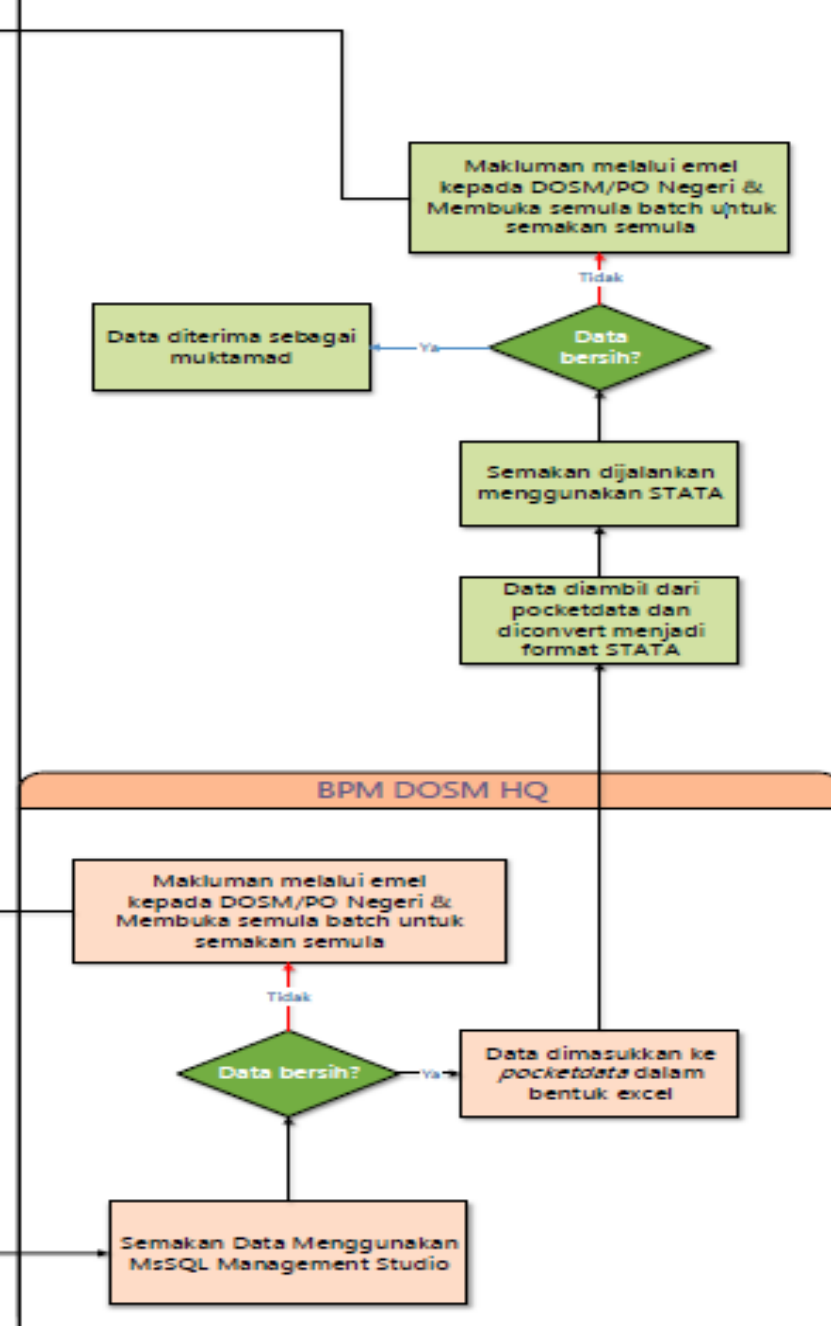 Makluman melalui emel
kepada DOSM/PO Negeri &
Membuka semula batch untuk
semakan semula
Tidak
Data diterima sebagai
muktamad
Ya
Data
bersih?
Semakan dijalankan
menggunakan STATA
Data diambil dari
pocketdata dan
diconvert menjadi
format STATA
BPM DOSM HQ
Makluman melalui emel
kepada DOSM/PO Negeri &
Membuka semula batch untuk
semakan semula
Tidak
Data bersih?
Ya
Data dimasukkan ke
pocketdata dalam
bentuk excel
Semakan Data Menggunakan
MsSQL Management Studio